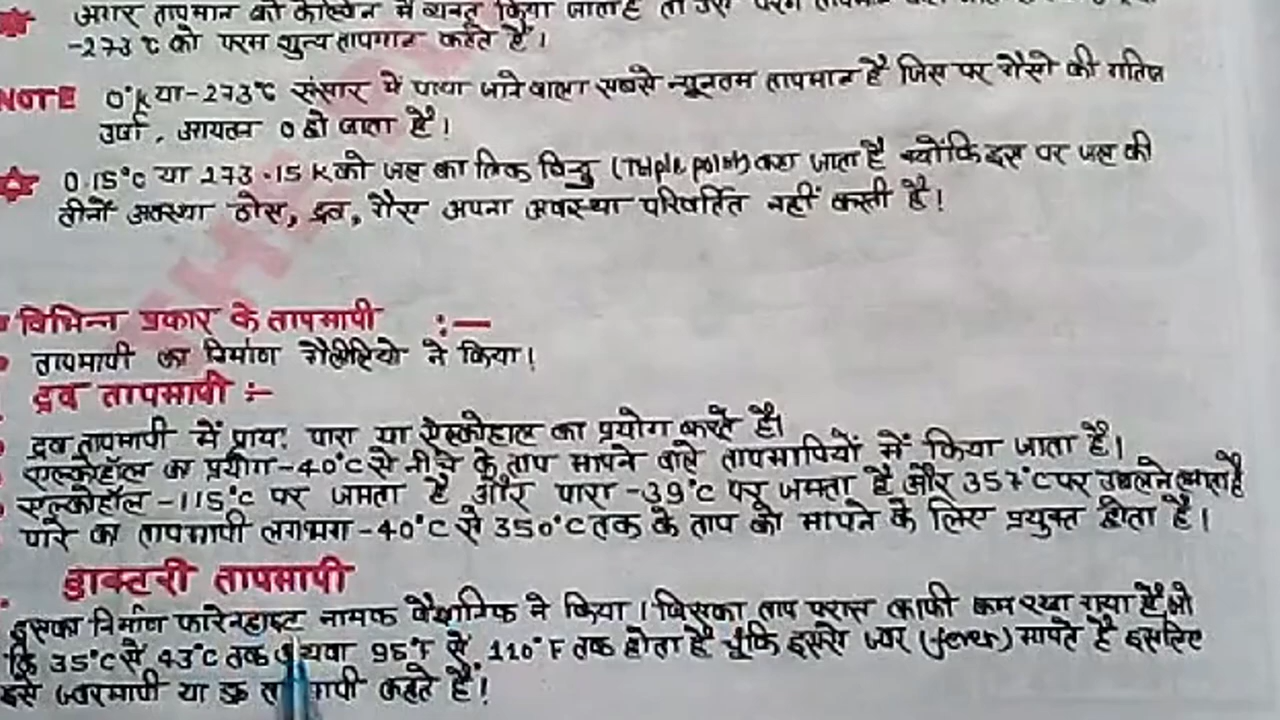 अगर तापमान को केल्विन में व्यक्त किया जाता है तो उसे परम तापमान
-273°C को परम शुन्य तापमान कहते हैं।
NOTE 0°k या -273°C संसार में पाया जाने वाला सबसे न्यूनतम तापमान है जिस पर गैसो की गतिज
उर्जा, आयतन 0 हो जाता है।
0.15°C या 273.15 K को जल का त्रिक विन्दु (Triple point) कहा जाता है क्योकि इस पर जल की
तीनों अवस्था ठोस, द्रव, गैस अपना अवस्था परिवर्तित नहीं करती है।
विभिन्न प्रकार के तापमापी :—
तापमापी का निर्माण गैलीलियो ने किया।
द्रव तापमापी :-
द्रव तापमापी में प्राय: पारा या ऐल्कोहाल का प्रयोग करते है।
एल्कोहॉल का प्रयोग -40°C से नीचे के ताप मापने वाले तापमापियों में किया जाता है।
एल्कोहॉल -115°C पर जमता है और पारा -39°C पर जमता है और 357°C पर उबलने लगता है
पारे का तापमापी लगभग -40°C से 350°C तक के ताप को मापने के लिए प्रयुक्त होता है।
डाक्टरी तापमापी
इसका निर्माण फारेनहाइट नामक वैज्ञानिक ने किया। जिसका ताप परास काफी कम रखा गया है जो
कि 35°C से 43°C तक अथवा 95°F से 110°F तक होता है चूँकि इससे ज्वर (fever) मापते है इसलिए
इसे ज्वरमापी या कहते है।